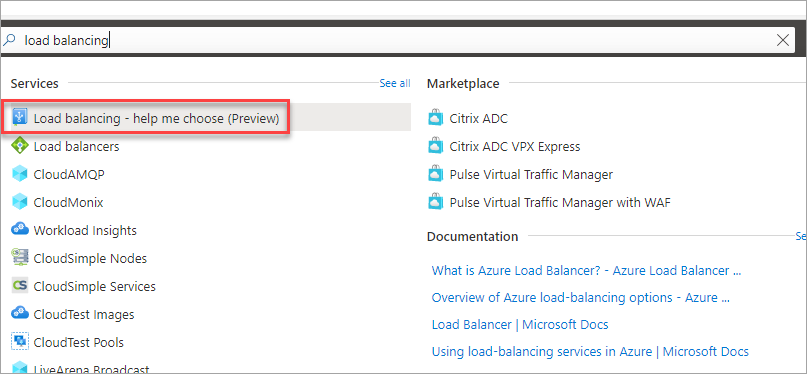 load balancing
Services
See all
Load balancing - help me choose (Preview)
Load balancers
CloudAMQP
CloudMonix
Workload Insights
CloudSimple Nodes
CloudSimple Services
CloudTest Images
CloudTest Pools
LiveArena Broadcast
Marketplace
Citrix ADC
Citrix ADC VPX Express
Pulse Virtual Traffic Manager
Pulse Virtual Traffic Manager with WAF
Documentation
Se
What is Azure Load Balancer? - Azure Load Balancer ...
Overview of Azure load-balancing options - Azure ...
Load Balancer | Microsoft Docs
Using load-balancing services in Azure | Microsoft Docs